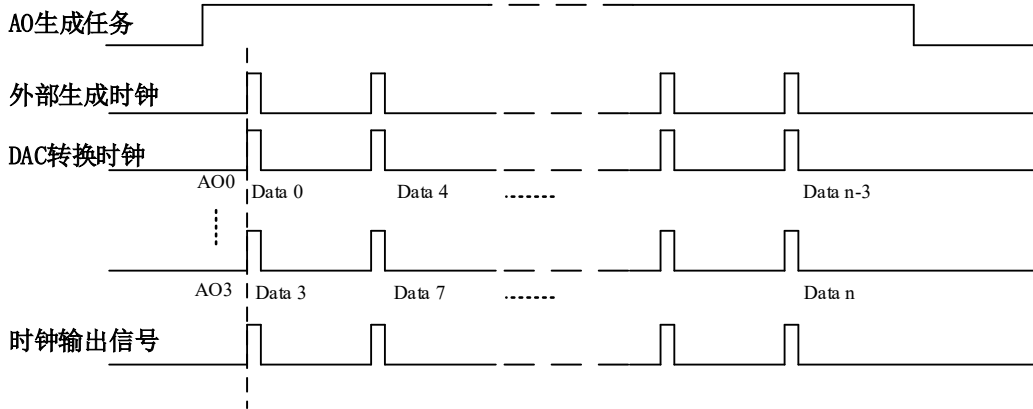 AO生成任务
外部生成时钟
DAC转换时钟
AO0 Data 0 Data 4 ........ Data n-3
AO3 Data 3 Data 7 ........ Data n
时钟输出信号